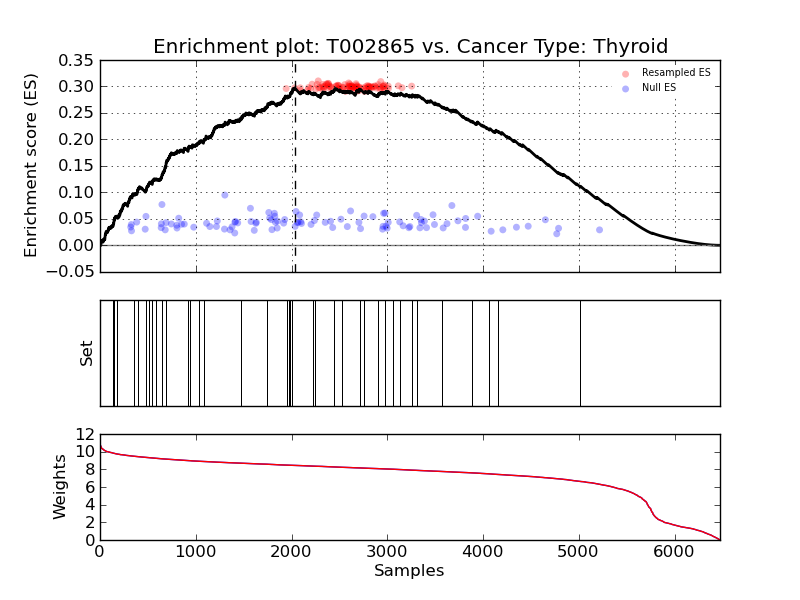 Enrichment plot: T002865 vs. Cancer Type: Thyroid
Enrichment score (ES)
0.35
0.30
0.25
0.20
0.15
0.10
0.05
0.00
−0.05
Resampled ES
Null ES
Set
Weights
12
10
8
6
4
2
0
0 1000 2000 3000 4000 5000 6000
Samples